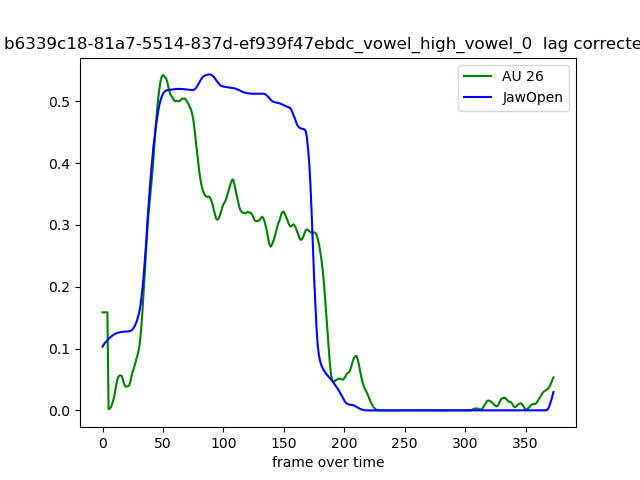 b6339c18-81a7-5514-837d-ef939f47ebdc_vowel_high_vowel_0 lag correcte
AU 26
JawOpen
0.5
0.4
0.3
0.2
0.1
0.0
0 50 100 150 200 250 300 350
frame over time